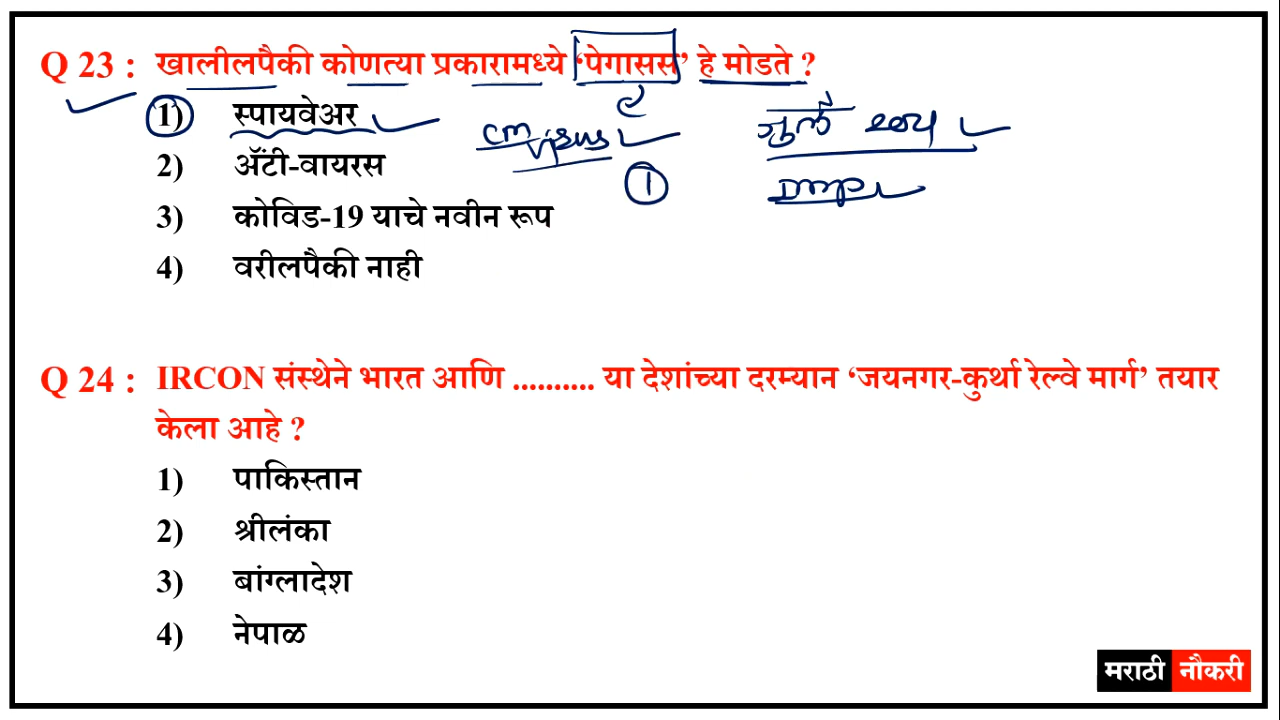 Q 23 : खालीलपैकी कोणत्या प्रकारामध्ये ‘पेगासस’ हे मोडते ?
1) स्पायवेअर
2) अँटी-वायरस
3) कोविड-19 याचे नवीन रूप
4) वरीलपैकी नाही
Q 24 : IRCON संस्थेने भारत आणि .......... या देशांच्या दरम्यान ‘जयनगर-कुर्था रेल्वे मार्ग’ तयार
केला आहे ?
1) पाकिस्तान
2) श्रीलंका
3) बांग्लादेश
4) नेपाळ
मराठी नौकरी